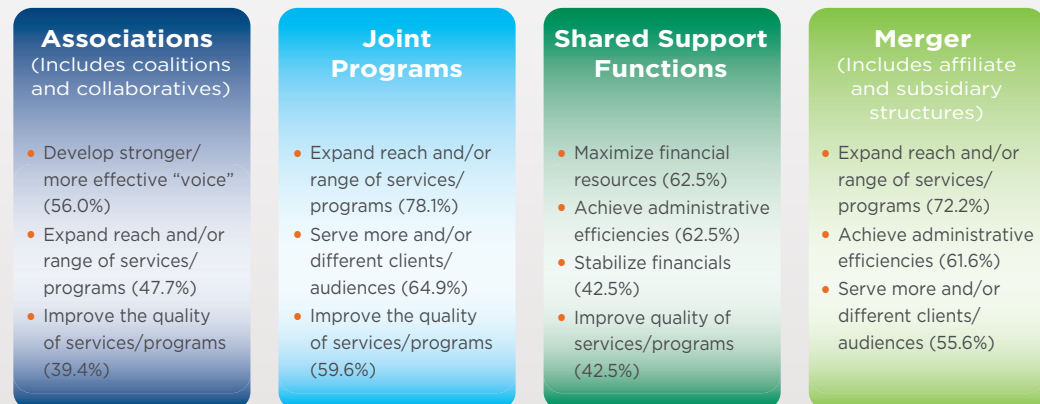 Associations
(Includes coalitions
and collaboratives)
• Develop stronger/
more effective “voice”
(56.0%)
• Expand reach and/or
range of services/
programs (47.7%)
• Improve the quality
of services/programs
(39.4%)
Joint
Programs
• Expand reach and/or
range of services/
programs (78.1%)
• Serve more and/or
different clients/
audiences (64.9%)
• Improve the quality
of services/programs
(59.6%)
Shared Support
Functions
• Maximize financial
resources (62.5%)
• Achieve administrative
efficiencies (62.5%)
• Stabilize financials
(42.5%)
• Improve quality of
services/programs
(42.5%)
Merger
(Includes affiliate
and subsidiary
structures)
• Expand reach and/or
range of services/
programs (72.2%)
• Achieve administrative
efficiencies (61.6%)
• Serve more and/or
different clients/
audiences (55.6%)